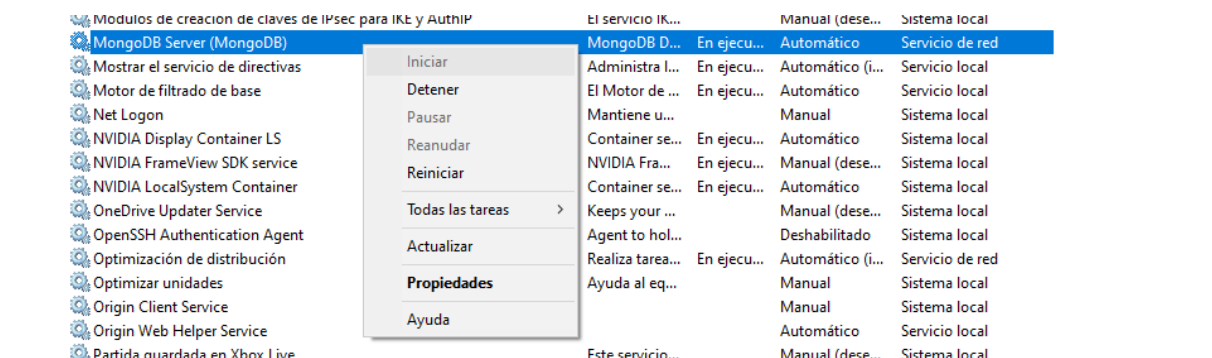 Módulos de creación de claves de IPsec para IKE y AuthIP El servicio IK... Manual (dese... Sistema local
MongoDB Server (MongoDB) MongoDB D... En ejecu... Automático Servicio de red
Mostrar el servicio de directivas Administra l... En ejecu... Automático (i... Servicio local
Motor de filtrado de base El Motor de ... En ejecu... Automático Servicio local
Net Logon Mantiene u... Manual Sistema local
NVIDIA Display Container LS Container se... En ejecu... Automático Sistema local
NVIDIA FrameView SDK service NVIDIA Fra... En ejecu... Manual (dese... Sistema local
NVIDIA LocalSystem Container Container se... En ejecu... Automático Sistema local
OneDrive Updater Service Keeps your ... Manual (dese... Sistema local
OpenSSH Authentication Agent Agent to hol... Deshabilitado Sistema local
Optimización de distribución Realiza tarea... En ejecu... Automático (i... Servicio de red
Optimizar unidades Ayuda al eq... Manual Sistema local
Origin Client Service Manual Sistema local
Origin Web Helper Service Automático Servicio local
Partida guardada en Xbox Live Este servicio... Manual (dese... Sistema local
Iniciar
Detener
Pausar
Reanudar
Reiniciar
Todas las tareas >
Actualizar
Propiedades
Ayuda